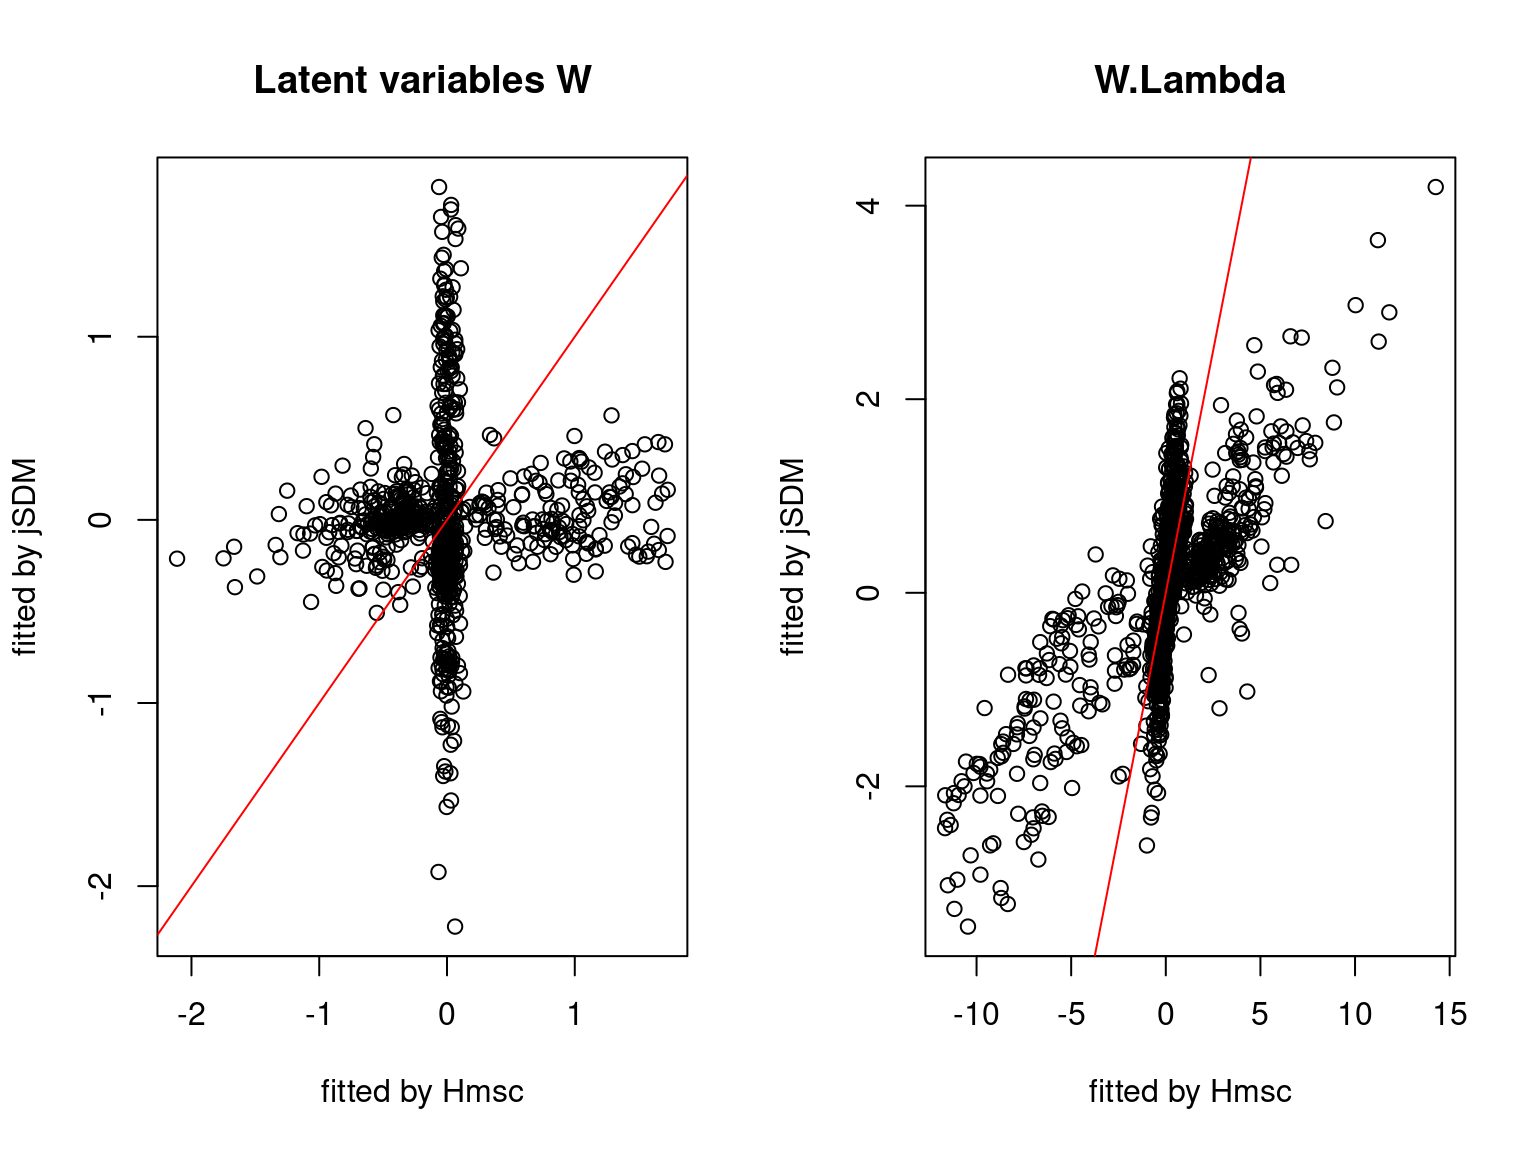 Latent variables W
fitted by jSDM
1
0
-1
-2
-2 -1 0 1
fitted by Hmsc
W.Lambda
fitted by jSDM
4
2
0
-2
-10 -5 0 5 10 15
fitted by Hmsc